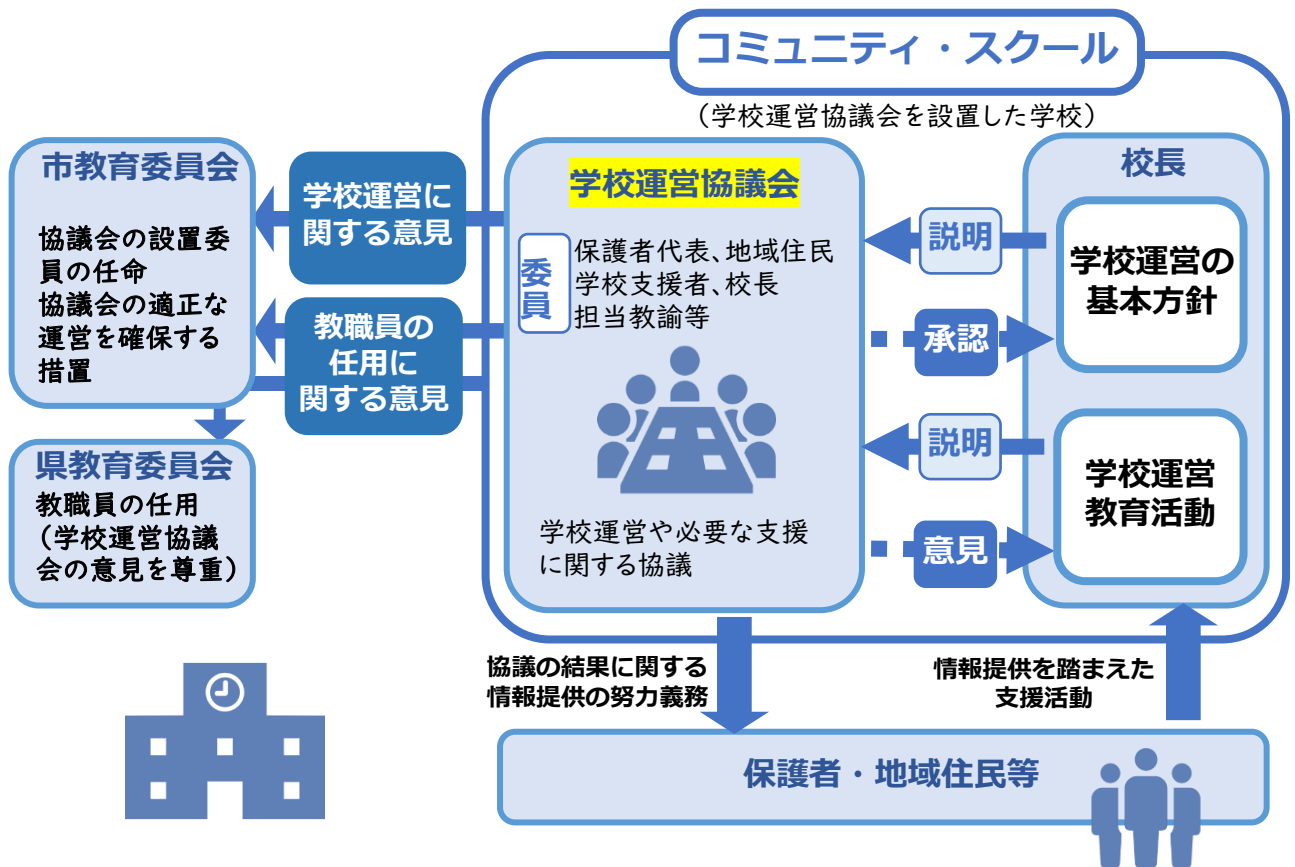 コミュニティ・スクール
（学校運営協議会を設置した学校）
市教育委員会
協議会の設置委
員の任命
協議会の適正な
運営を確保する
措置
県教育委員会
教職員の任用
（学校運営協議
会の意見を尊重）
学校運営に
関する意見
教職員の
任用に
関する意見
学校運営協議会
委員
保護者代表、地域住民
学校支援者、校長
担当教諭等
学校運営や必要な支援
に関する協議
説明
承認
説明
意見
校長
学校運営の
基本方針
学校運営
教育活動
協議の結果に関する
情報提供の努力義務
情報提供を踏まえた
支援活動
保護者・地域住民等